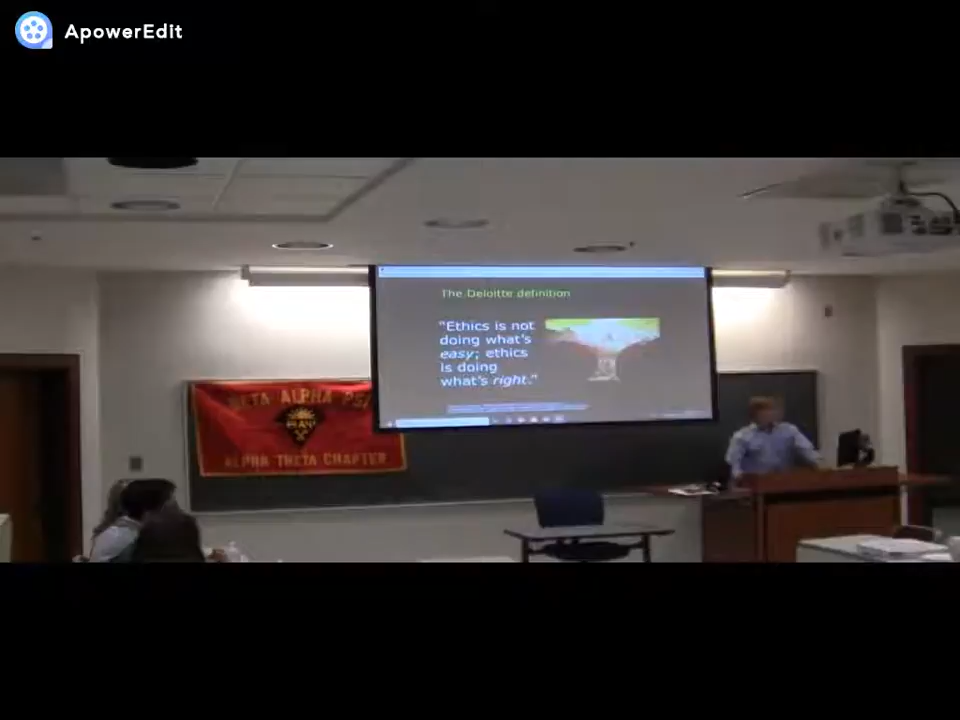 ApowerEdit
The Deloitte definition
"Ethics is not
doing what's
easy; ethics
is doing
what's right."
BETA ALPHA PSI
ALPHA THETA CHAPTER